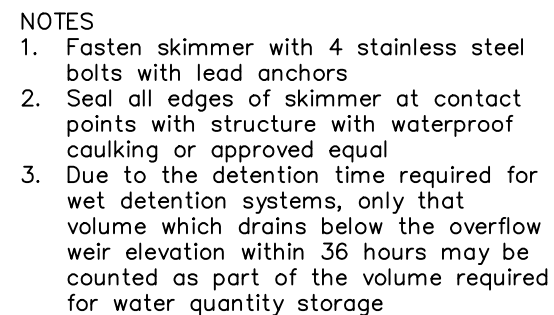 NOTES
1. Fasten skimmer with 4 stainless steel
bolts with lead anchors
2. Seal all edges of skimmer at contact
points with structure with waterproof
caulking or approved equal
3. Due to the detention time required for
wet detention systems, only that
volume which drains below the overflow
weir elevation within 36 hours may be
counted as part of the volume required
for water quantity storage